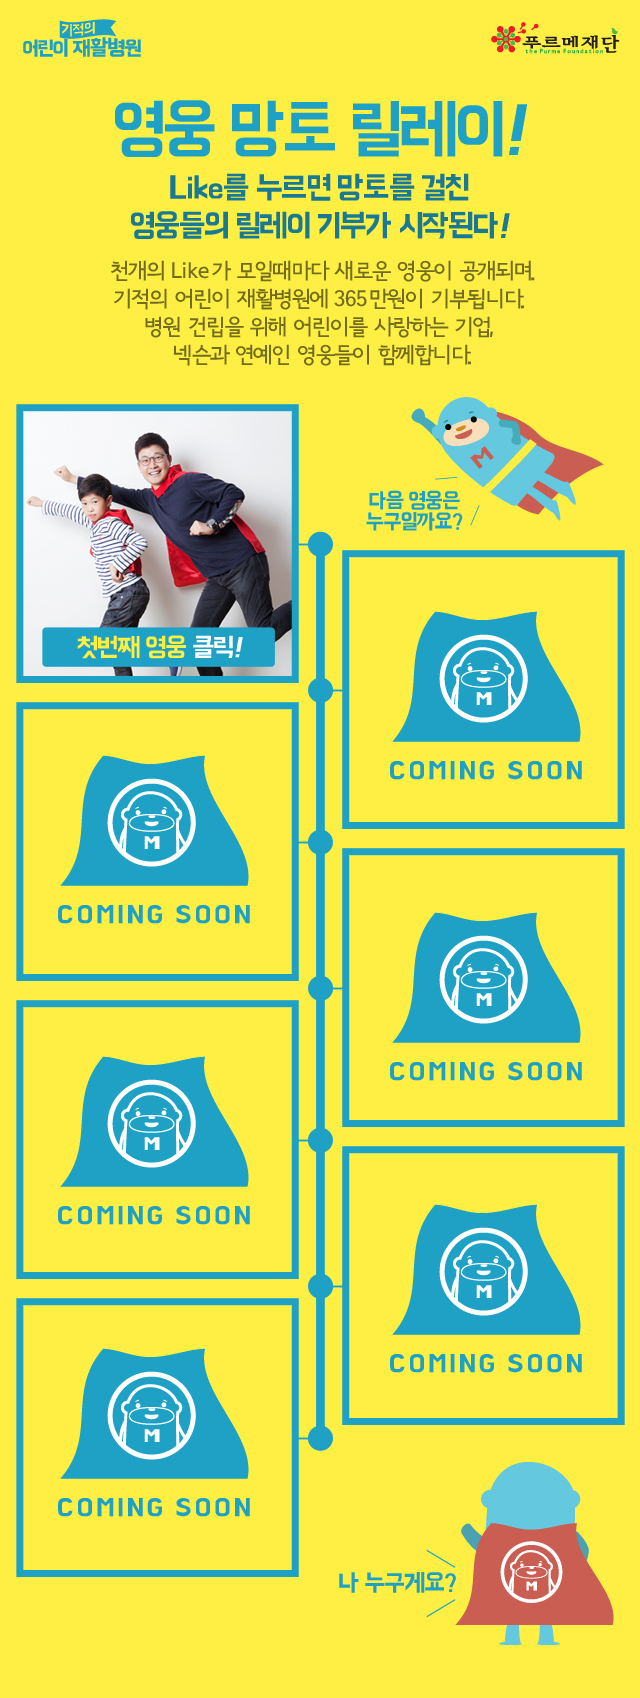 기적의
어린이 재활병원
푸르메재단
the Purme Foundation
영웅 망토 릴레이!
Like를 누르면 망토를 걸친
영웅들의 릴레이 기부가 시작된다!
천개의 Like가 모일때마다 새로운 영웅이 공개되며,
기적의 어린이 재활병원에 365만원이 기부됩니다.
병원 건립을 위해 어린이를 사랑하는 기업,
넥슨과 연예인 영웅들이 함께합니다.
M
다음 영웅은
누구일까요?
첫번째 영웅 클릭!
M
COMING SOON
M
COMING SOON
M
COMING SOON
M
COMING SOON
M
COMING SOON
M
COMING SOON
나 누구게요?
M